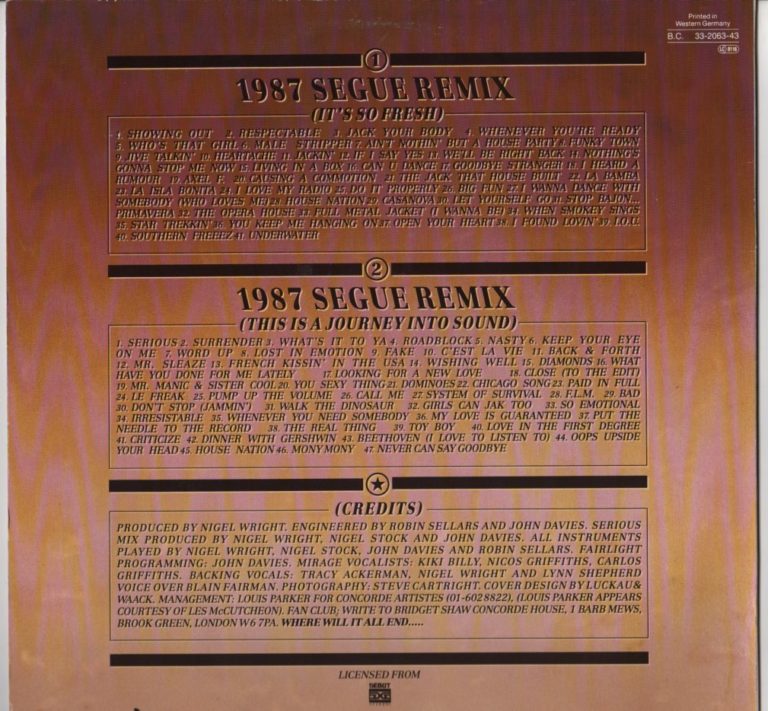 Printed in
Western Germany
B.C. 33-2063-43
LC 8116
1
1987 SEGUE REMIX
(IT'S SO FRESH)
1. SHOWING OUT 2. RESPECTABLE 3. JACK YOUR BODY 4. WHENEVER YOU'RE READY
5. WHO'S THAT GIRL 6. MALE STRIPPER 7. AIN'T NOTHIN' BUT A HOUSE PARTY 8. FUNKY TOWN
9. JIVE TALKIN' 10. HEARTACHE 11. JACKIN' 12. IF I SAY YES 13. WE'LL BE RIGHT BACK 14. NOTHING'S
GONNA STOP ME NOW 15. LIVING IN A BOX 16. CAN U DANCE 17. GOODBYE STRANGER 18. I HEARD A
RUMOUR 19. AXEL F. 20. CAUSING A COMMOTION 21. THE JACK THAT HOUSE BUILT 22. LA BAMBA
23. LA ISLA BONITA 24. I LOVE MY RADIO 25. DO IT PROPERLY 26. BIG FUN 27. I WANNA DANCE WITH
SOMEBODY (WHO LOVES ME) 28. HOUSE NATION 29. CASANOVA 30. LET YOURSELF GO 31. STOP BAJON...
PRIMAVERA 32. THE OPERA HOUSE 33. FULL METAL JACKET (I WANNA BE) 34. WHEN SMOKEY SINGS
35. STAR TREKKIN' 36. YOU KEEP ME HANGING ON 37. OPEN YOUR HEART 38. I FOUND LOVIN' 39. I.O.U.
40. SOUTHERN FREEEZ 41. UNDERWATER
2
1987 SEGUE REMIX
(THIS IS A JOURNEY INTO SOUND)
1. SERIOUS 2. SURRENDER 3. WHAT'S IT TO YA 4. ROADBLOCK 5. NASTY 6. KEEP YOUR EYE
ON ME 7. WORD UP 8. LOST IN EMOTION 9. FAKE 10. C'EST LA VIE 11. BACK & FORTH
12. MR. SLEAZE 13. FRENCH KISSIN' IN THE USA 14. WISHING WELL 15. DIAMONDS 16. WHAT
HAVE YOU DONE FOR ME LATELY 17. LOOKING FOR A NEW LOVE 18. CLOSE (TO THE EDIT)
19. MR. MANIC & SISTER COOL 20. YOU SEXY THING 21. DOMINOES 22. CHICAGO SONG 23. PAID IN FULL
24. LE FREAK 25. PUMP UP THE VOLUME 26. CALL ME 27. SYSTEM OF SURVIVAL 28. F.L.M. 29. BAD
30. DON'T STOP (JAMMIN') 31. WALK THE DINOSAUR 32. GIRLS CAN JAK TOO 33. SO EMOTIONAL
34. IRRESISTABLE 35. WHENEVER YOU NEED SOMEBODY 36. MY LOVE IS GUARANTEED 37. PUT THE
NEEDLE TO THE RECORD 38. THE REAL THING 39. TOY BOY 40. LOVE IN THE FIRST DEGREE
41. CRITICIZE 42. DINNER WITH GERSHWIN 43. BEETHOVEN (I LOVE TO LISTEN TO) 44. OOPS UPSIDE
YOUR HEAD 45. HOUSE NATION 46. MONY MONY 47. NEVER CAN SAY GOODBYE
(CREDITS)
PRODUCED BY NIGEL WRIGHT. ENGINEERED BY ROBIN SELLARS AND JOHN DAVIES. SERIOUS
MIX PRODUCED BY NIGEL WRIGHT, NIGEL STOCK AND JOHN DAVIES. ALL INSTRUMENTS
PLAYED BY NIGEL WRIGHT, NIGEL STOCK, JOHN DAVIES AND ROBIN SELLARS. FAIRLIGHT
PROGRAMMING: JOHN DAVIES. MIRAGE VOCALISTS: KIKI BILLY, NICOS GRIFFITHS, CARLOS
GRIFFITHS. BACKING VOCALS: TRACY ACKERMAN, NIGEL WRIGHT AND LYNN SHEPHERD
VOICE OVER BLAIN FAIRMAN. PHOTOGRAPHY: STEVE CARTRIGHT. COVER DESIGN BY LUCKAU &
WAACK. MANAGEMENT: LOUIS PARKER FOR CONCORDE ARTISTES (01-602 8822), (LOUIS PARKER APPEARS
COURTESY OF LES McCUTCHEON). FAN CLUB; WRITE TO BRIDGET SHAW CONCORDE HOUSE, 1 BARB MEWS,
BROOK GREEN, LONDON W6 7PA. WHERE WILL IT ALL END.....
LICENSED FROM
DEBUT